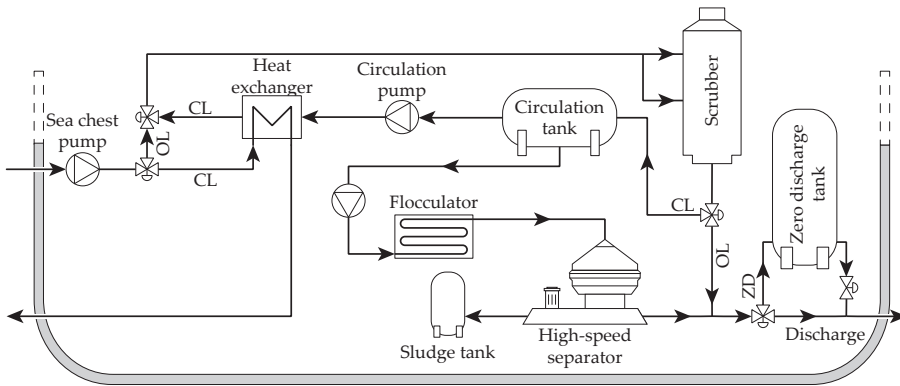 Heat
exchanger
Circulation
pump
Sea chest
pump
CL
OL
CL
Circulation
tank
Scrubber
Zero discharge
tank
Flocculator
CL
OL
ZD
Sludge tank
High-speed
separator
Discharge